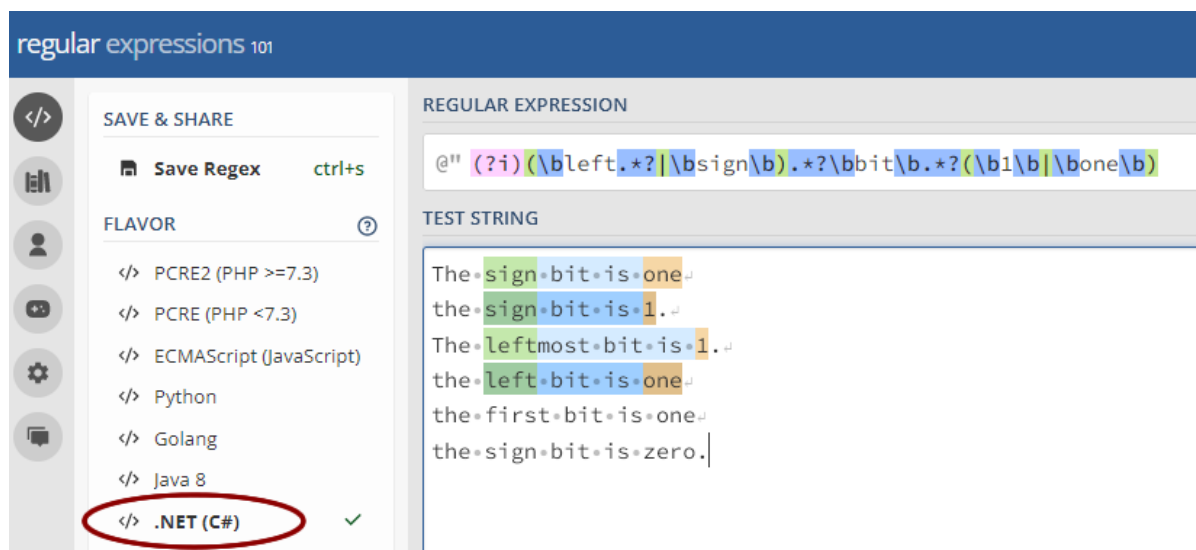 regular expressions 101
SAVE & SHARE
Save Regex ctrl+s
FLAVOR
</> PCRE2 (PHP >=7.3)
</> PCRE (PHP <7.3)
</> ECMAScript (JavaScript)
</> Python
</> Golang
</> Java 8
</> .NET (C#)
REGULAR EXPRESSION
@" (?i)(\bleft.*?|\bsign\b).*?\bbit\b.*?(\b1\b|\bone\b)
TEST STRING
The sign bit is one
the sign bit is 1.
The leftmost bit is 1.
the left bit is one
the first bit is one
the sign bit is zero.